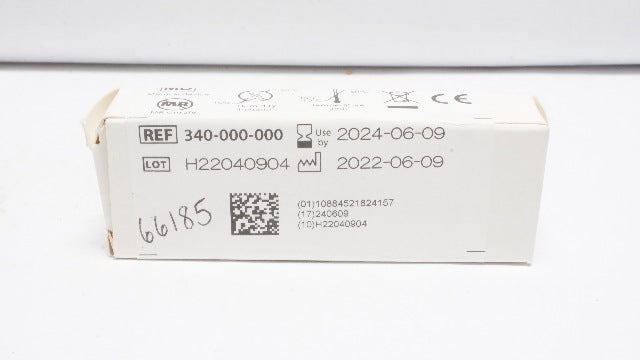 MR
REF 340-000-000 Use by 2024-06-09
LOT H22040904 2022-06-09
66185
(01)10884521824157
(17)240609
(10)H22040904